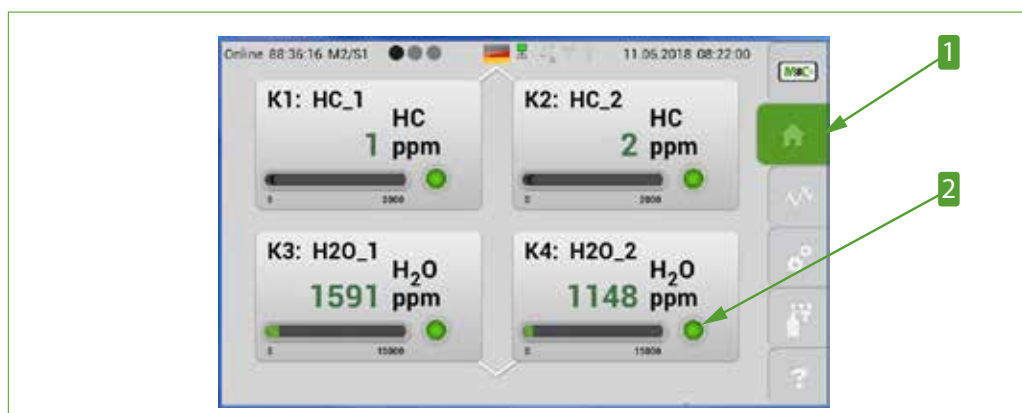 Online 88:36:16 M2/S1 11.06.2018 08:22:00
M&C
K1: HC_1
HC
1 ppm
0 2000
K2: HC_2
HC
2 ppm
0 2000
K3: H2O_1
H₂O
1591 ppm
0 15000
K4: H2O_2
H₂O
1148 ppm
0 15000
?
1
2